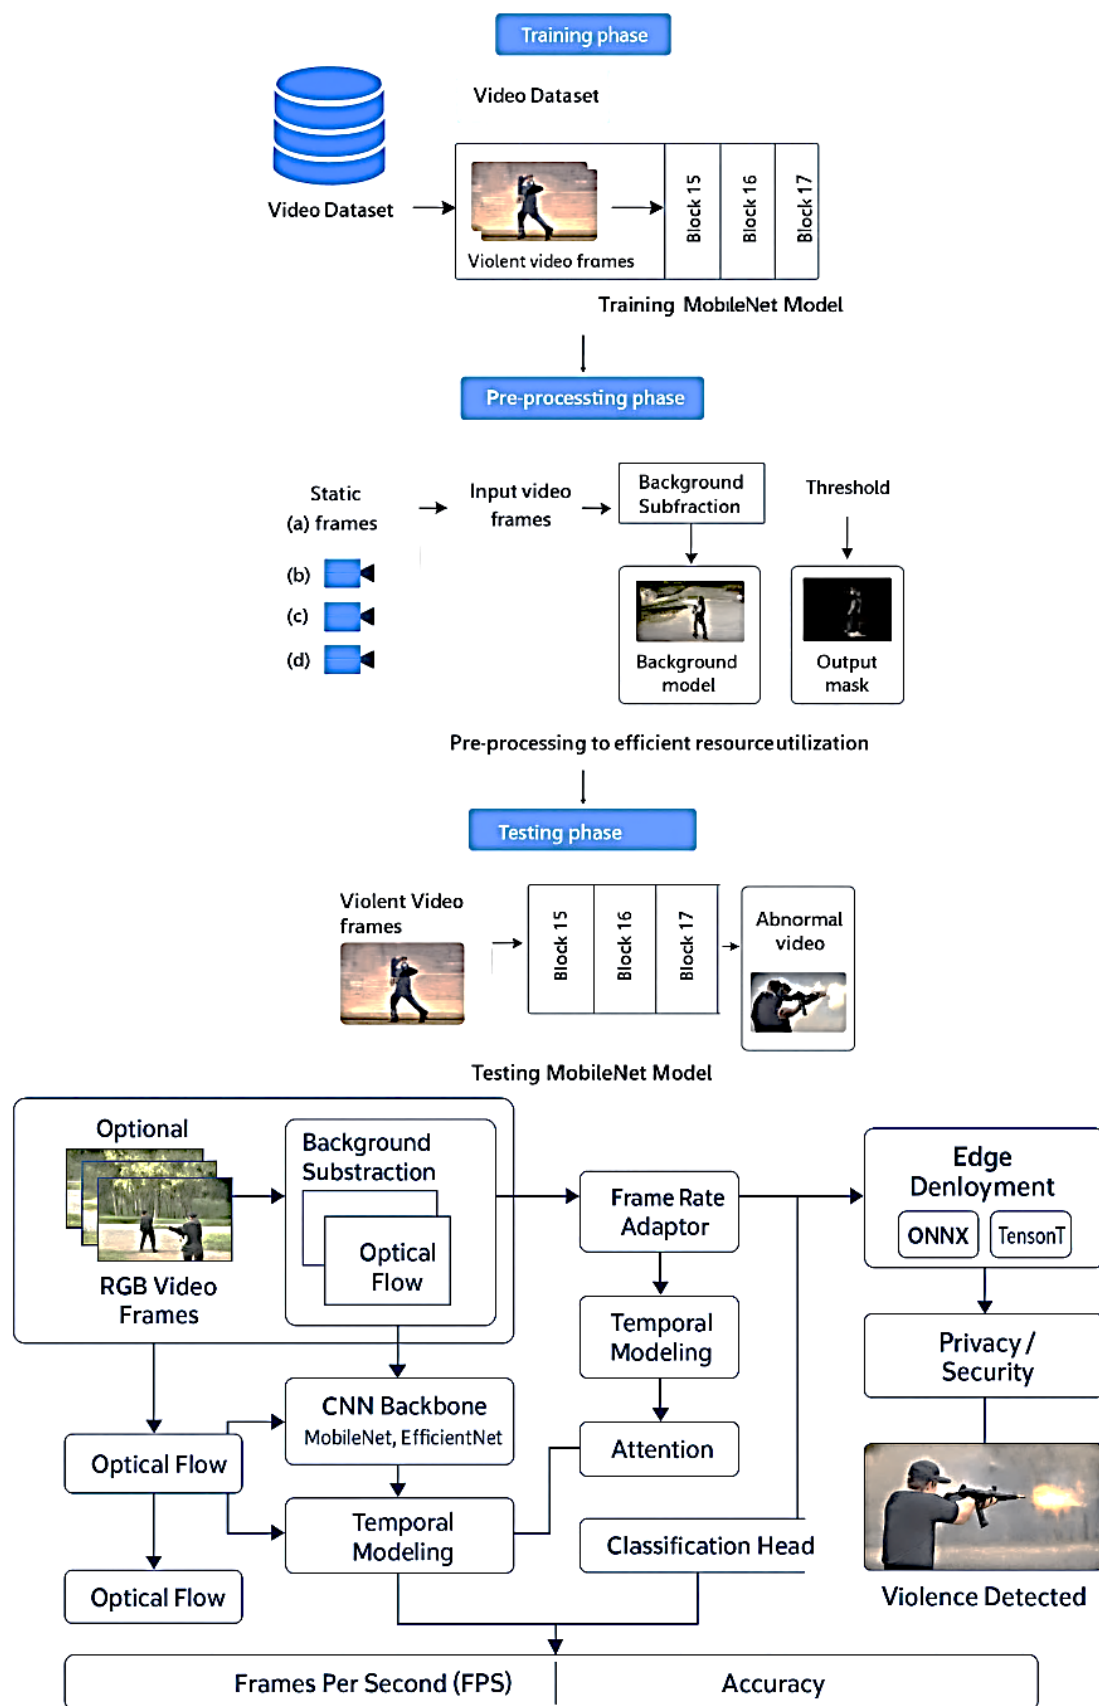 Training phase
Video Dataset
Video Dataset
Violent video frames
Block 15
Block 16
Block 17
Training MobileNet Model
Pre-processting phase
Static
(a) frames
(b)
(c)
(d)
Input video
frames
Background
Subfraction
Threshold
Background
model
Output
mask
Pre-processing to efficient resource utilization
Testing phase
Violent Video
frames
Block 15
Block 16
Block 17
Abnormal
video
Testing MobileNet Model
Optional
RGB Video
Frames
Background
Substraction
Optical
Flow
Frame Rate
Adaptor
Edge
Denloyment
ONNX
TensonT
Temporal
Modeling
Privacy /
Security
CNN Backbone
MobileNet, EfficientNet
Attention
Optical Flow
Temporal
Modeling
Classification Head
Optical Flow
Violence Detected
Frames Per Second (FPS)
Accuracy